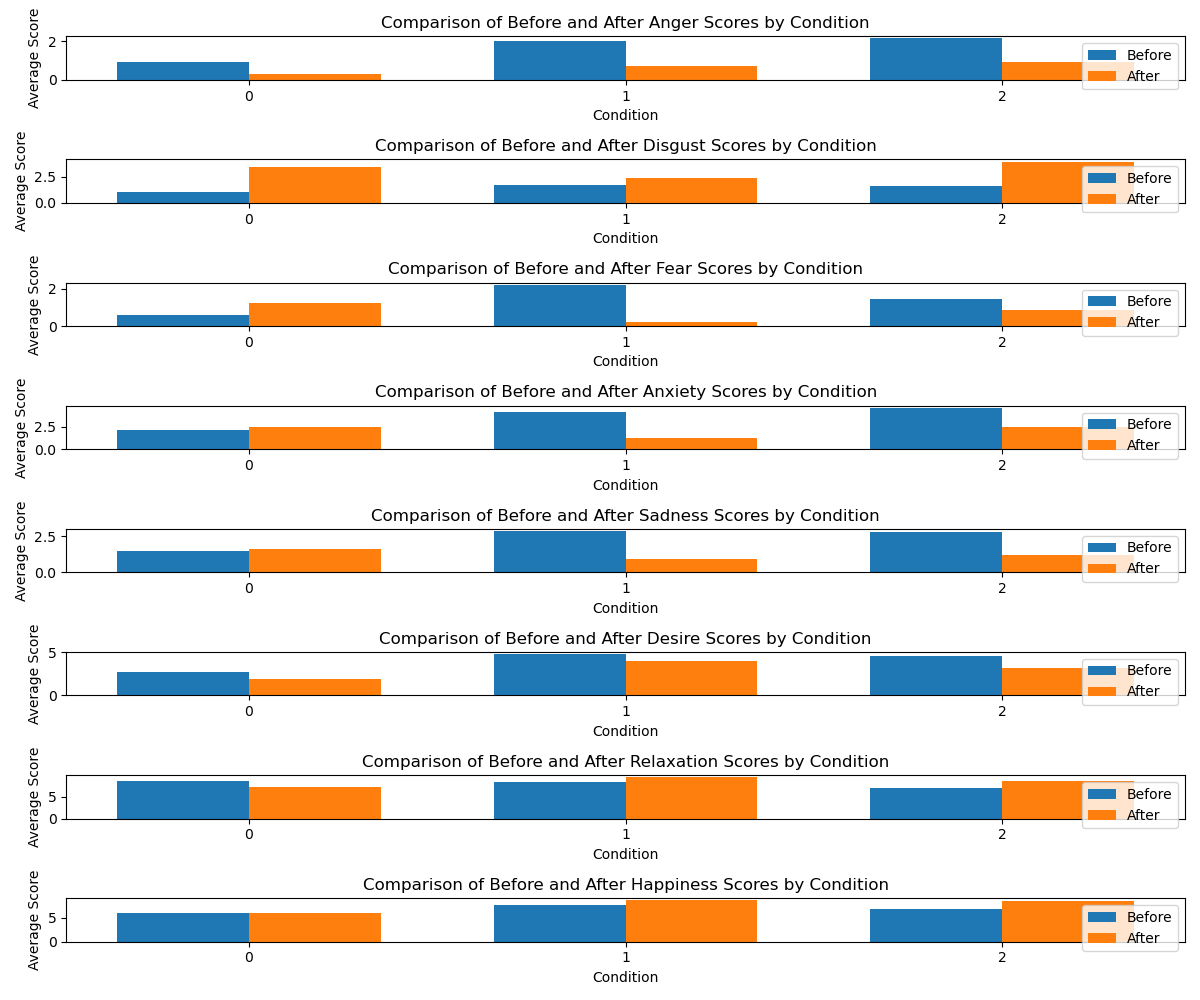 Comparison of Before and After Anger Scores by Condition
Average Score
2
0
Before
After
0 1 2
Condition
Comparison of Before and After Disgust Scores by Condition
Average Score
2.5
0.0
Before
After
0 1 2
Condition
Comparison of Before and After Fear Scores by Condition
Average Score
2
0
Before
After
0 1 2
Condition
Comparison of Before and After Anxiety Scores by Condition
Average Score
2.5
0.0
Before
After
0 1 2
Condition
Comparison of Before and After Sadness Scores by Condition
Average Score
2.5
0.0
Before
After
0 1 2
Condition
Comparison of Before and After Desire Scores by Condition
Average Score
5
0
Before
After
0 1 2
Condition
Comparison of Before and After Relaxation Scores by Condition
Average Score
5
0
Before
After
0 1 2
Condition
Comparison of Before and After Happiness Scores by Condition
Average Score
5
0
Before
After
0 1 2
Condition